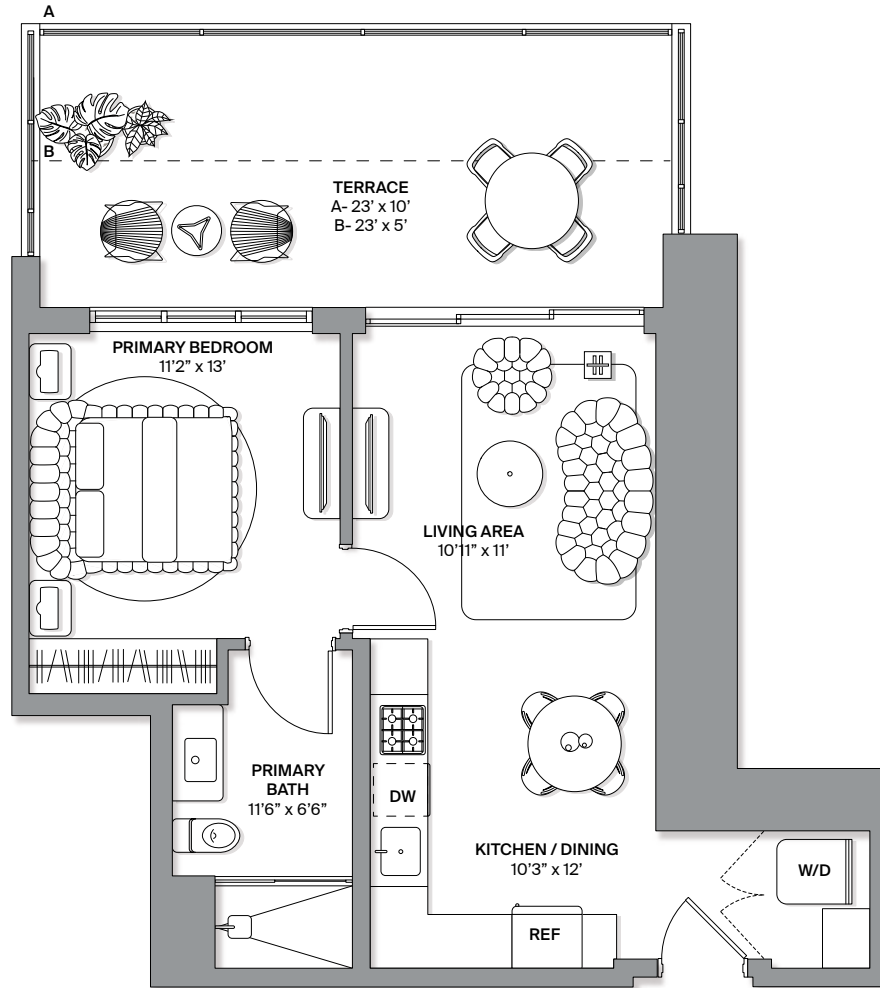 A
B
TERRACE
A- 23’ x 10’
B- 23’ x 5’
PRIMARY BEDROOM
11’2” x 13’
LIVING AREA
10’11” x 11’
PRIMARY
BATH
11’6” x 6’6”
DW
KITCHEN / DINING
10’3” x 12’
W/D
REF